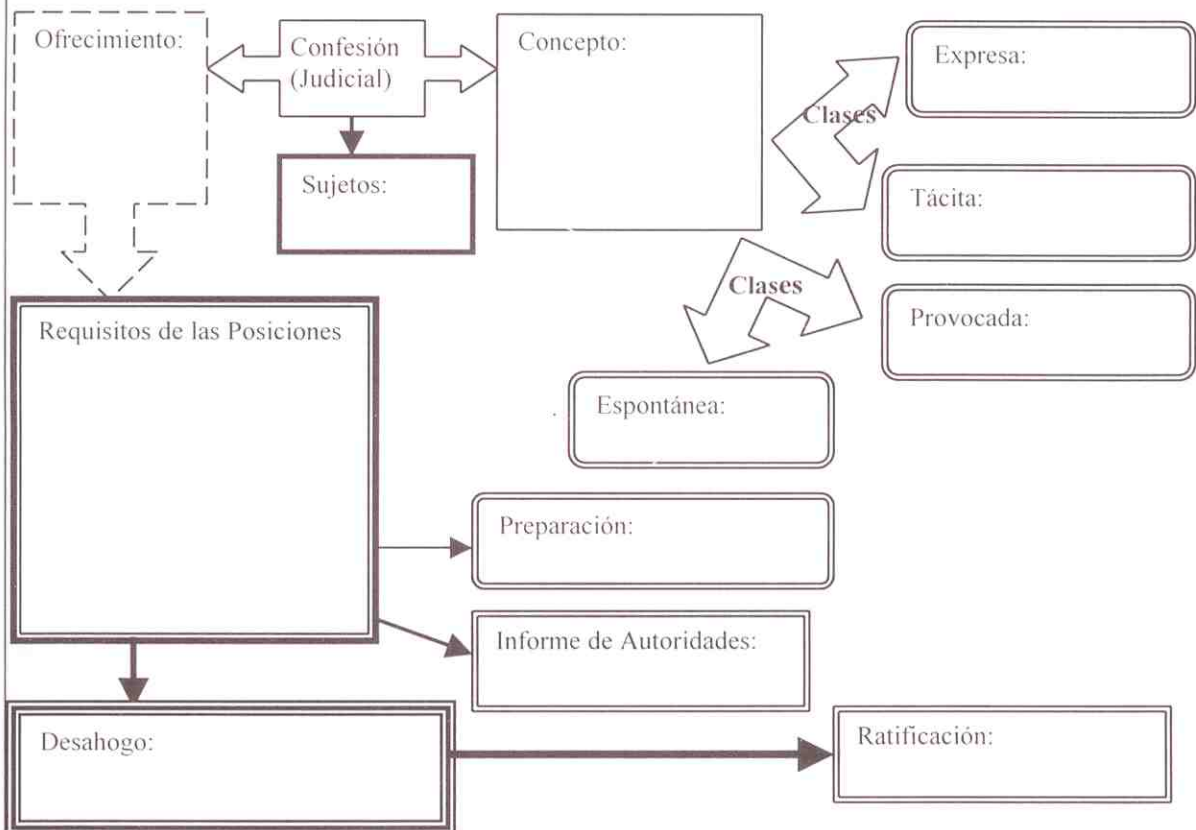 Ofrecimiento:
Confesión
(Judicial)
Concepto:
Expresa:
Clases
Sujetos:
Tácita:
Clases
Provocada:
Requisitos de las Posiciones
Espontánea:
Preparación:
Informe de Autoridades:
Desahogo:
Ratificación: